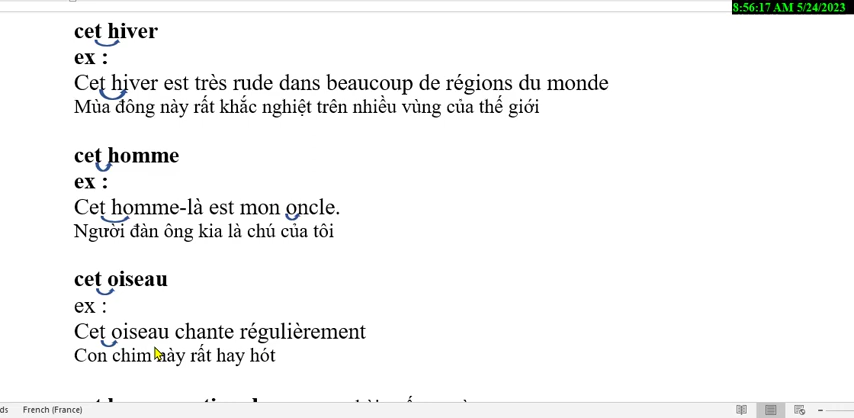 8:56:17 AM 5/24/2023
cet hiver
ex :
Cet hiver est très rude dans beaucoup de régions du monde
Mùa đông này rất khắc nghiệt trên nhiều vùng của thế giới
cet homme
ex :
Cet homme-là est mon oncle.
Người đàn ông kia là chú của tôi
cet oiseau
ex :
Cet oiseau chante régulièrement
Con chim này rất hay hót
ds French (France)